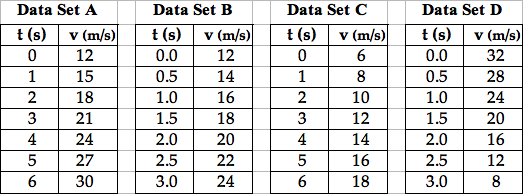 Data Set A Data Set B Data Set C Data Set D
t (s) v (m/s) t (s) v (m/s) t (s) v (m/s) t (s) v (m/s)
0 12 0.0 12 0 6 0.0 32
1 15 0.5 14 1 8 0.5 28
2 18 1.0 16 2 10 1.0 24
3 21 1.5 18 3 12 1.5 20
4 24 2.0 20 4 14 2.0 16
5 27 2.5 22 5 16 2.5 12
6 30 3.0 24 6 18 3.0 8